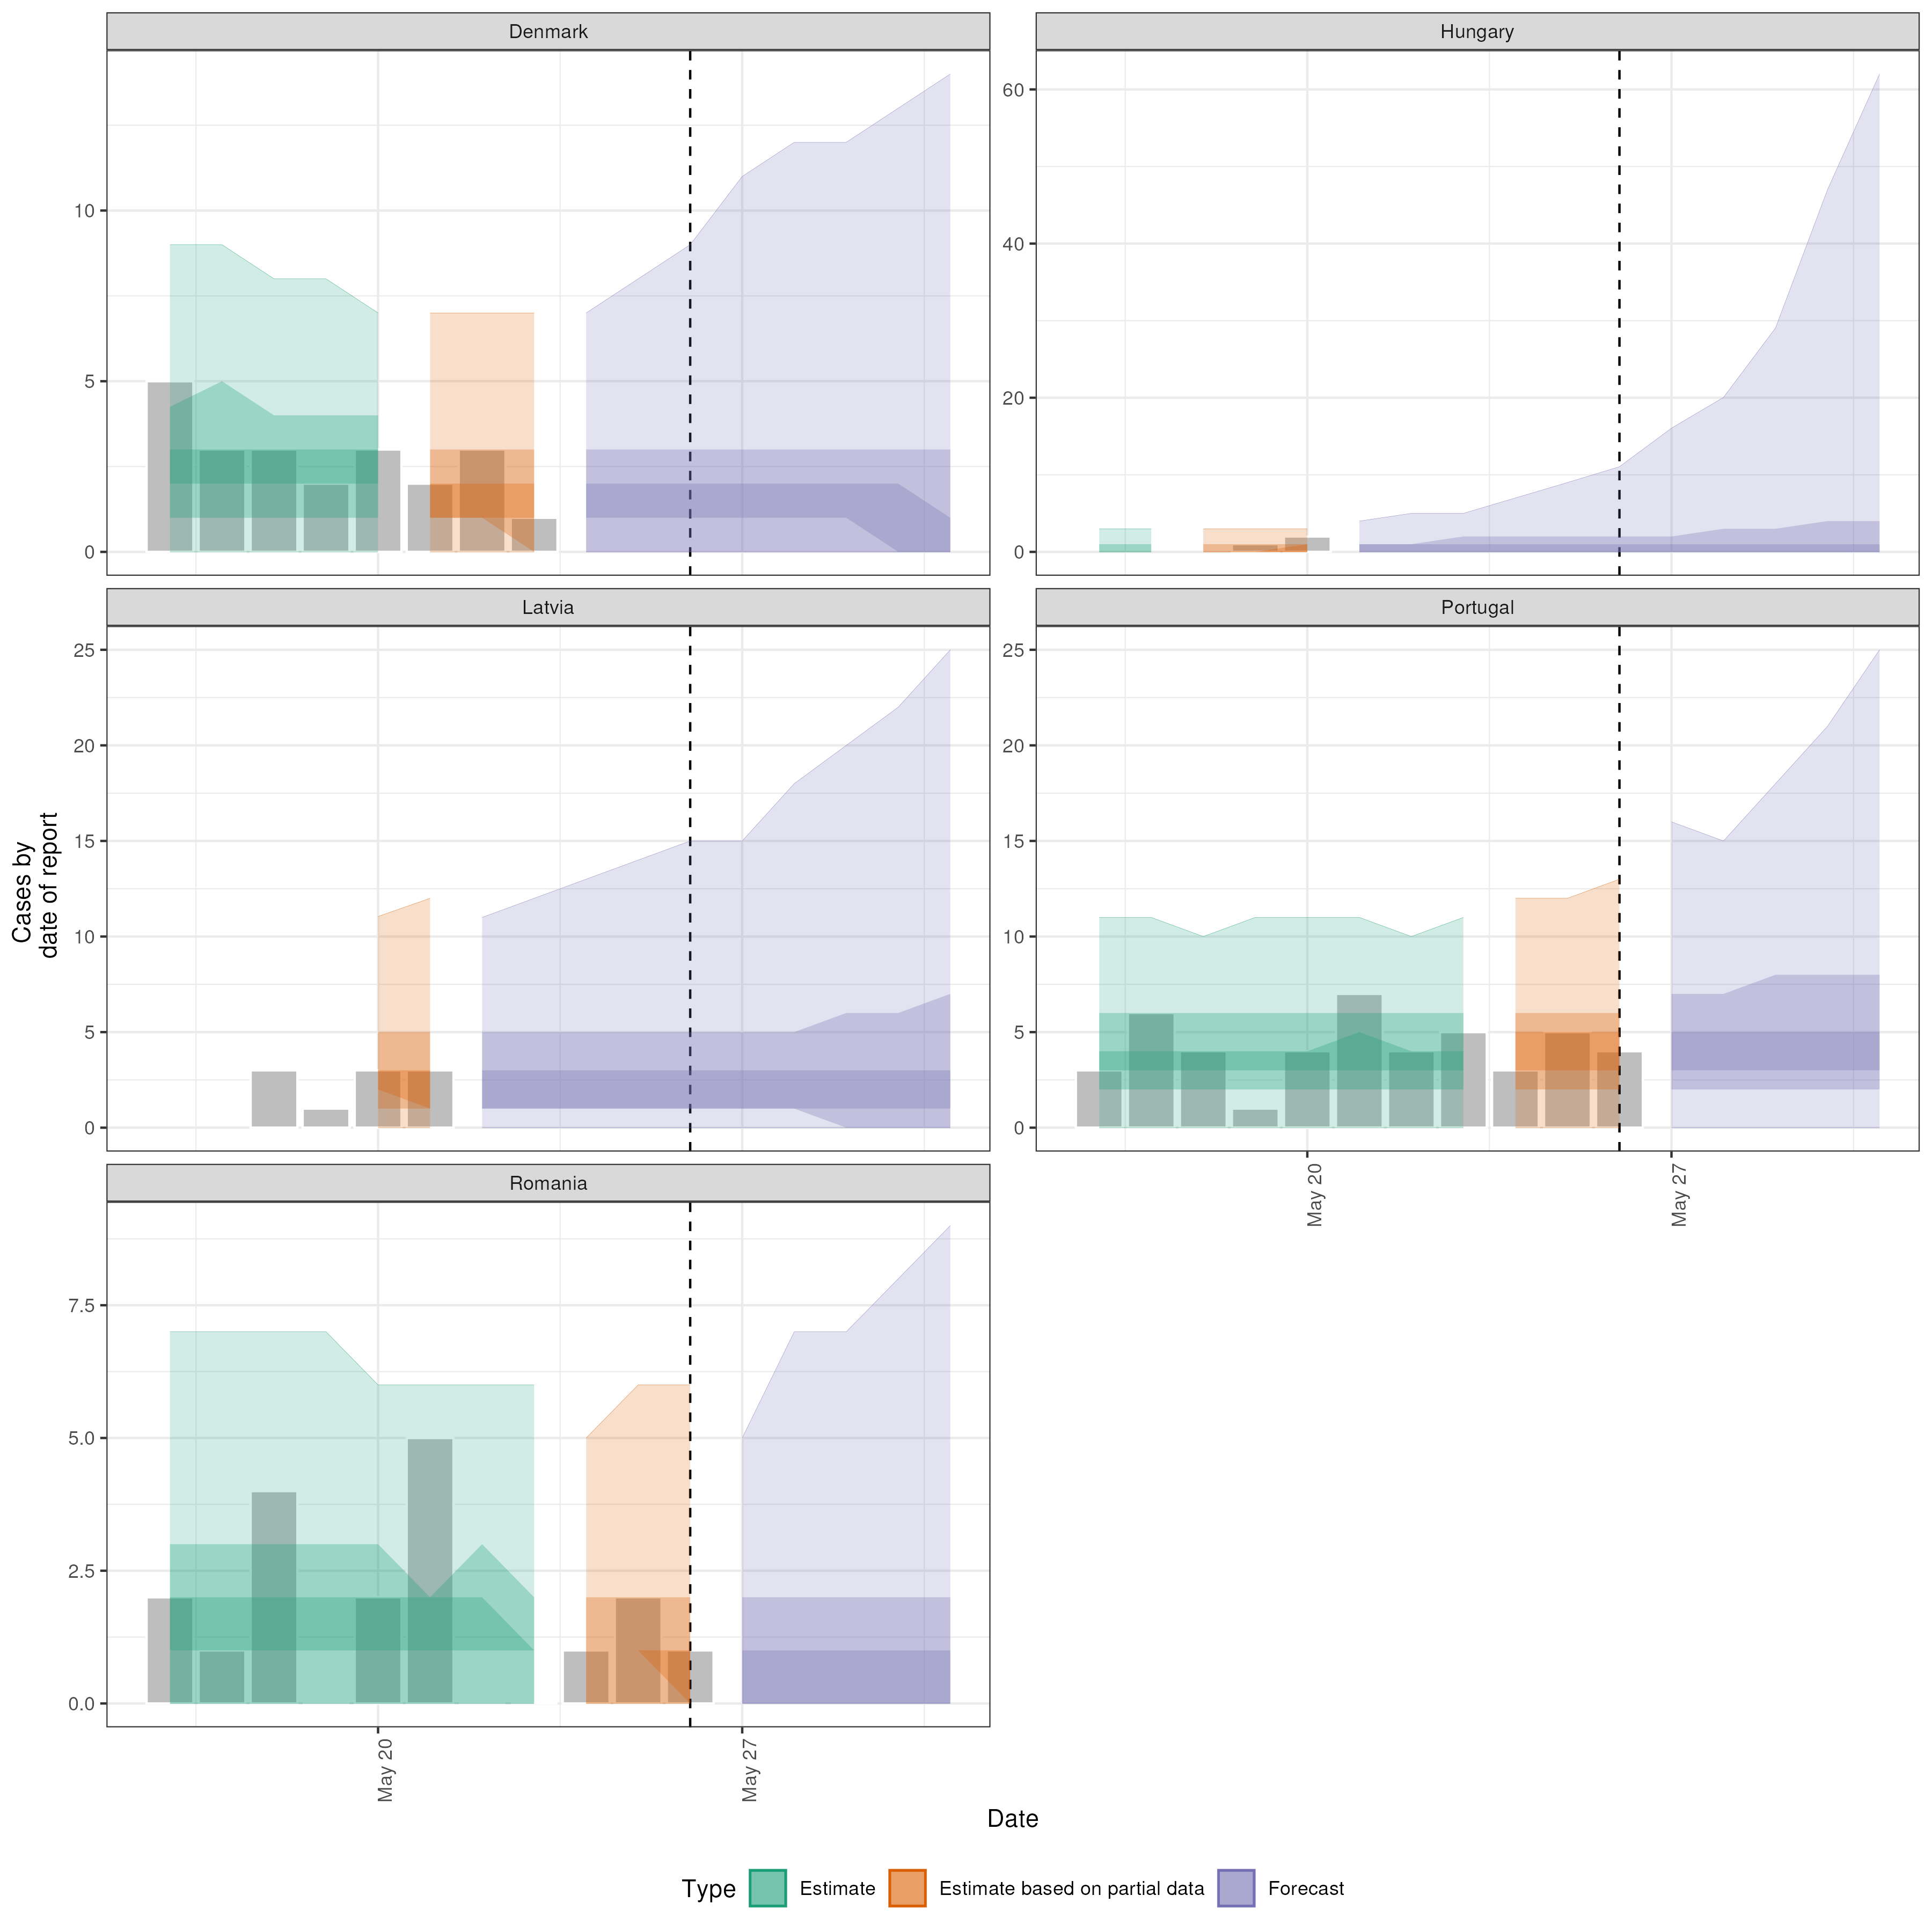 Denmark
Hungary
10
5
0
60
40
20
0
Latvia
Portugal
25
20
15
10
5
0
25
20
15
10
5
0
May 20
May 27
Romania
7.5
5.0
2.5
0.0
May 20
May 27
Cases by
date of report
Date
Type
Estimate
Estimate based on partial data
Forecast